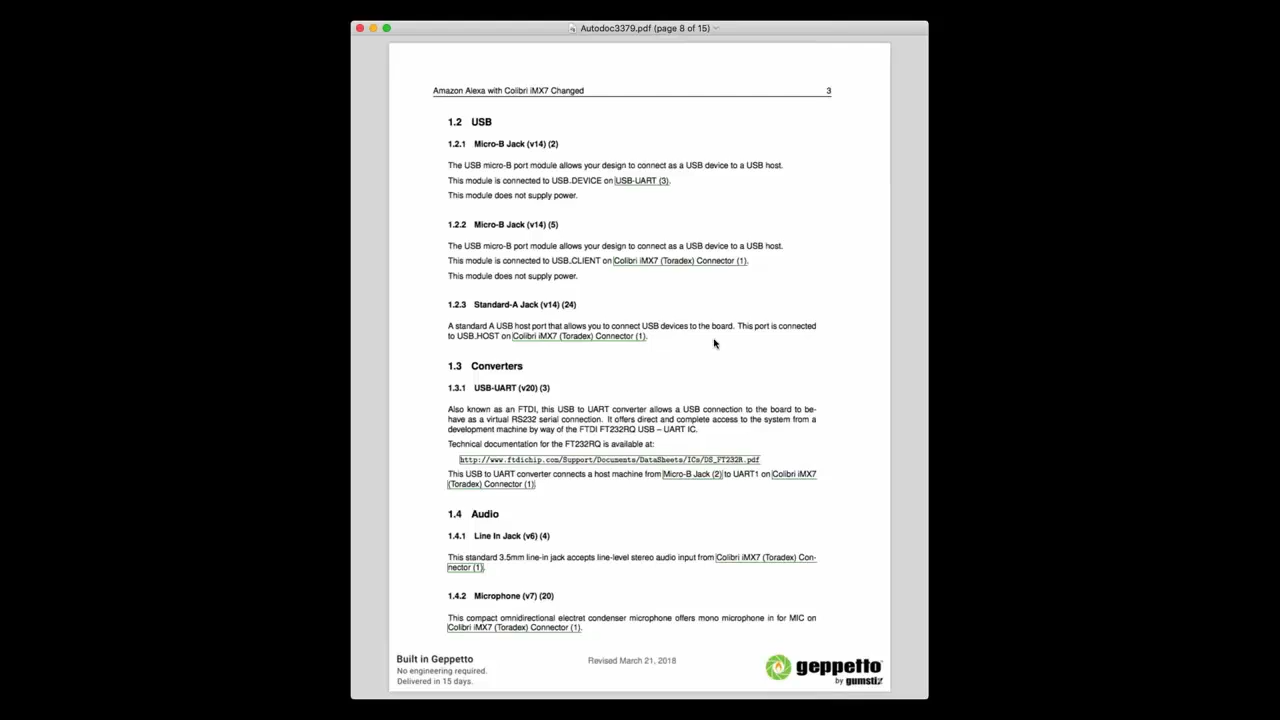 Autodoc3379.pdf (page 8 of 15)
Amazon Alexa with Colibri iMX7 Changed 3
1.2 USB
1.2.1 Micro-B Jack (v14) (2)
The USB micro-B port module allows your design to connect as a USB device to a USB host.
This module is connected to USB.DEVICE on USB-UART (3).
This module does not supply power.
1.2.2 Micro-B Jack (v14) (5)
The USB micro-B port module allows your design to connect as a USB device to a USB host.
This module is connected to USB.CLIENT on Colibri iMX7 (Toradex) Connector (1).
This module does not supply power.
1.2.3 Standard-A Jack (v14) (24)
A standard A USB host port that allows you to connect USB devices to the board. This port is connected
to USB.HOST on Colibri iMX7 (Toradex) Connector (1).
1.3 Converters
1.3.1 USB-UART (v20) (3)
Also known as an FTDI, this USB to UART converter allows a USB connection to the board to be-
have as a virtual RS232 serial connection. It offers direct and complete access to the system from a
development machine by way of the FTDI FT232RQ USB – UART IC.
Technical documentation for the FT232RQ is available at:
http://www.ftdichip.com/Support/Documents/DataSheets/ICs/DS_FT232R.pdf
This USB to UART converter connects a host machine from Micro-B Jack (2) to UART1 on Colibri iMX7
(Toradex) Connector (1).
1.4 Audio
1.4.1 Line In Jack (v6) (4)
This standard 3.5mm line-in jack accepts line-level stereo audio input from Colibri iMX7 (Toradex) Con-
nector (1).
1.4.2 Microphone (v7) (20)
This compact omnidirectional electret condenser microphone offers mono microphone in for MIC on
Colibri iMX7 (Toradex) Connector (1).
Built in Geppetto
No engineering required.
Delivered in 15 days.
Revised March 21, 2018
geppetto
by gumstix